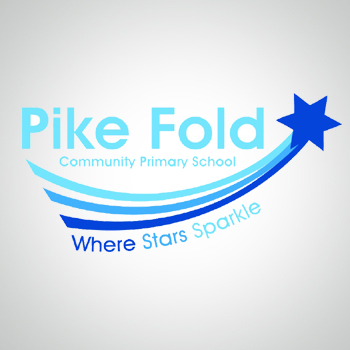 Pike Fold
Community Primary School
Where Stars Sparkle